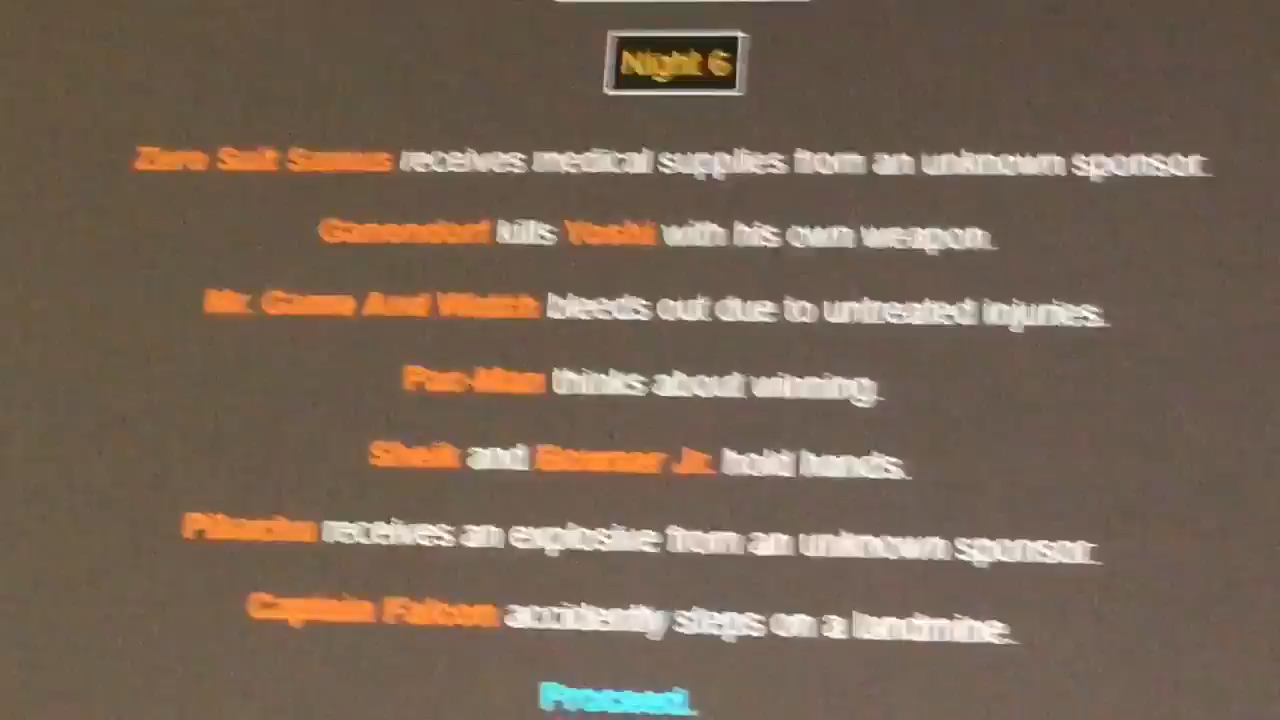 Night 6
Zero Suit Samus receives medical supplies from an unknown sponsor.
Ganondorf kills Yoshi with his own weapon.
Mr. Game And Watch bleeds out due to untreated injuries.
Pac-Man thinks about winning.
Sheik and Bowser Jr. hold hands.
Pikachu receives an explosive from an unknown sponsor.
Captain Falcon accidently steps on a landmine.
Proceed.